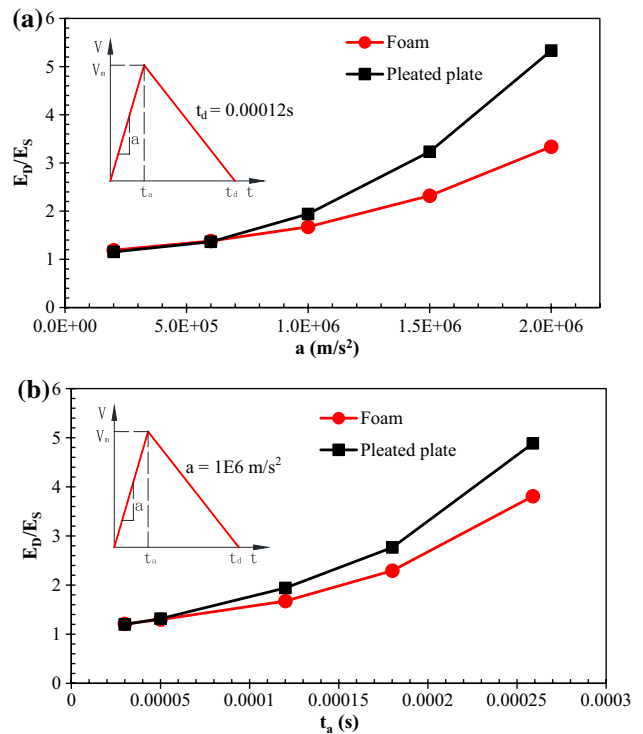 (a)
6
5
4
3
2
1
0
E_D/E_S
Foam
Pleated plate
V
V_m
a
t_d = 0.00012s
t_a
t_d
t
0.0E+00
5.0E+05
1.0E+06
1.5E+06
2.0E+06
a (m/s²)
(b)
6
5
4
3
2
1
0
E_D/E_S
Foam
Pleated plate
V
V_m
a
a = 1E6 m/s²
t_a
t_d
t
0
0.00005
0.0001
0.00015
0.0002
0.00025
0.0003
t_a (s)